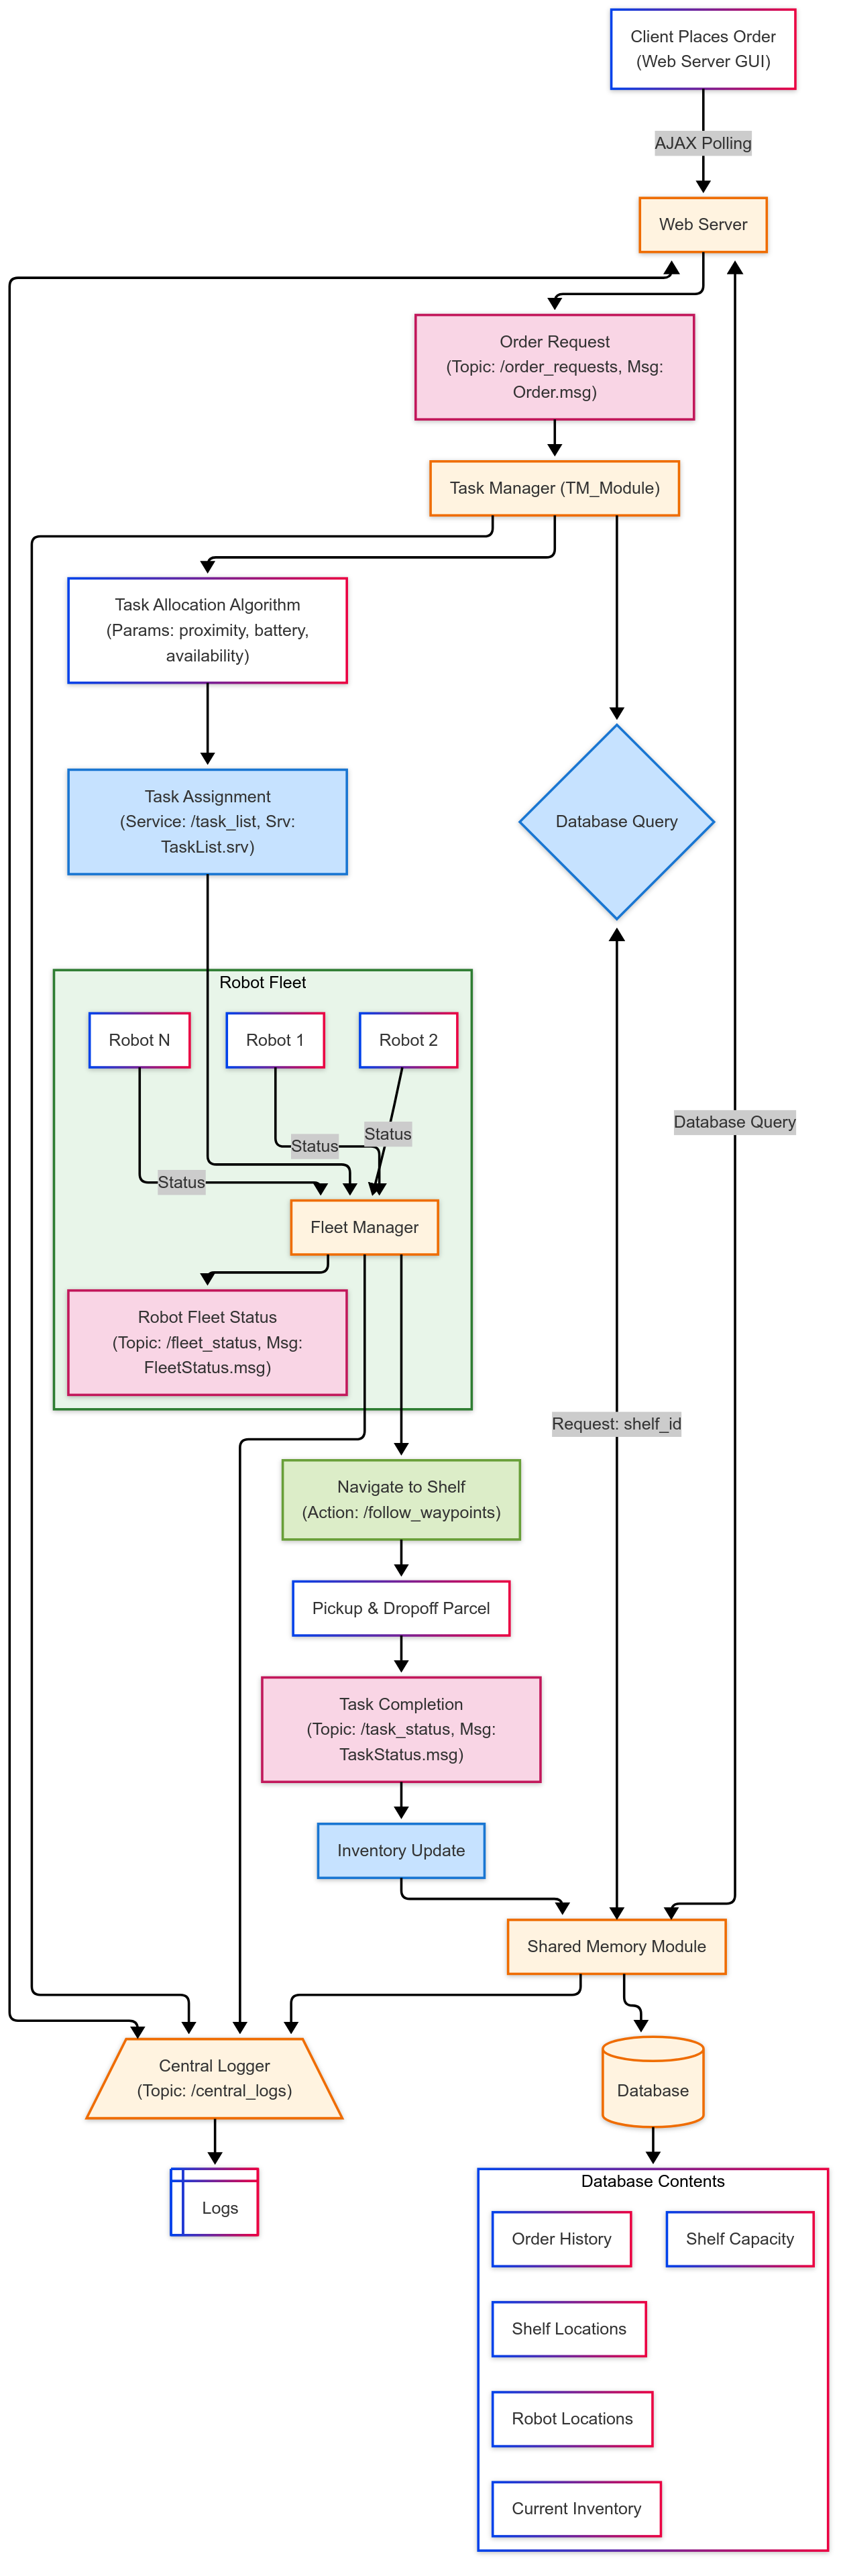 Client Places Order
(Web Server GUI)
AJAX Polling
Web Server
Order Request
(Topic: /order_requests, Msg:
Order.msg)
Task Manager (TM_Module)
Task Allocation Algorithm
(Params: proximity, battery,
availability)
Task Assignment
(Service: /task_list, Srv:
TaskList.srv)
Database Query
Robot Fleet
Robot N
Robot 1
Robot 2
Database Query
Status
Status
Status
Fleet Manager
Robot Fleet Status
(Topic: /fleet_status, Msg:
FleetStatus.msg)
Request: shelf_id
Navigate to Shelf
(Action: /follow_waypoints)
Pickup & Dropoff Parcel
Task Completion
(Topic: /task_status, Msg:
TaskStatus.msg)
Inventory Update
Shared Memory Module
Central Logger
(Topic: /central_logs)
Database
Logs
Database Contents
Order History
Shelf Capacity
Shelf Locations
Robot Locations
Current Inventory